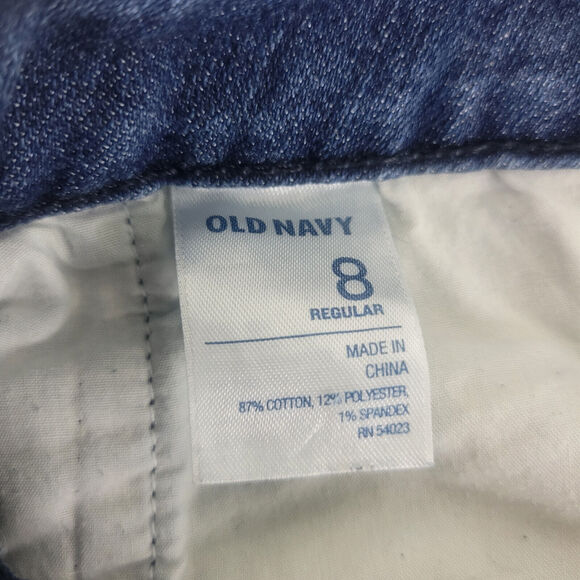 OLD NAVY
8
REGULAR
MADE IN
CHINA
87% COTTON, 12% POLYESTER,
1% SPANDEX
RN 54023